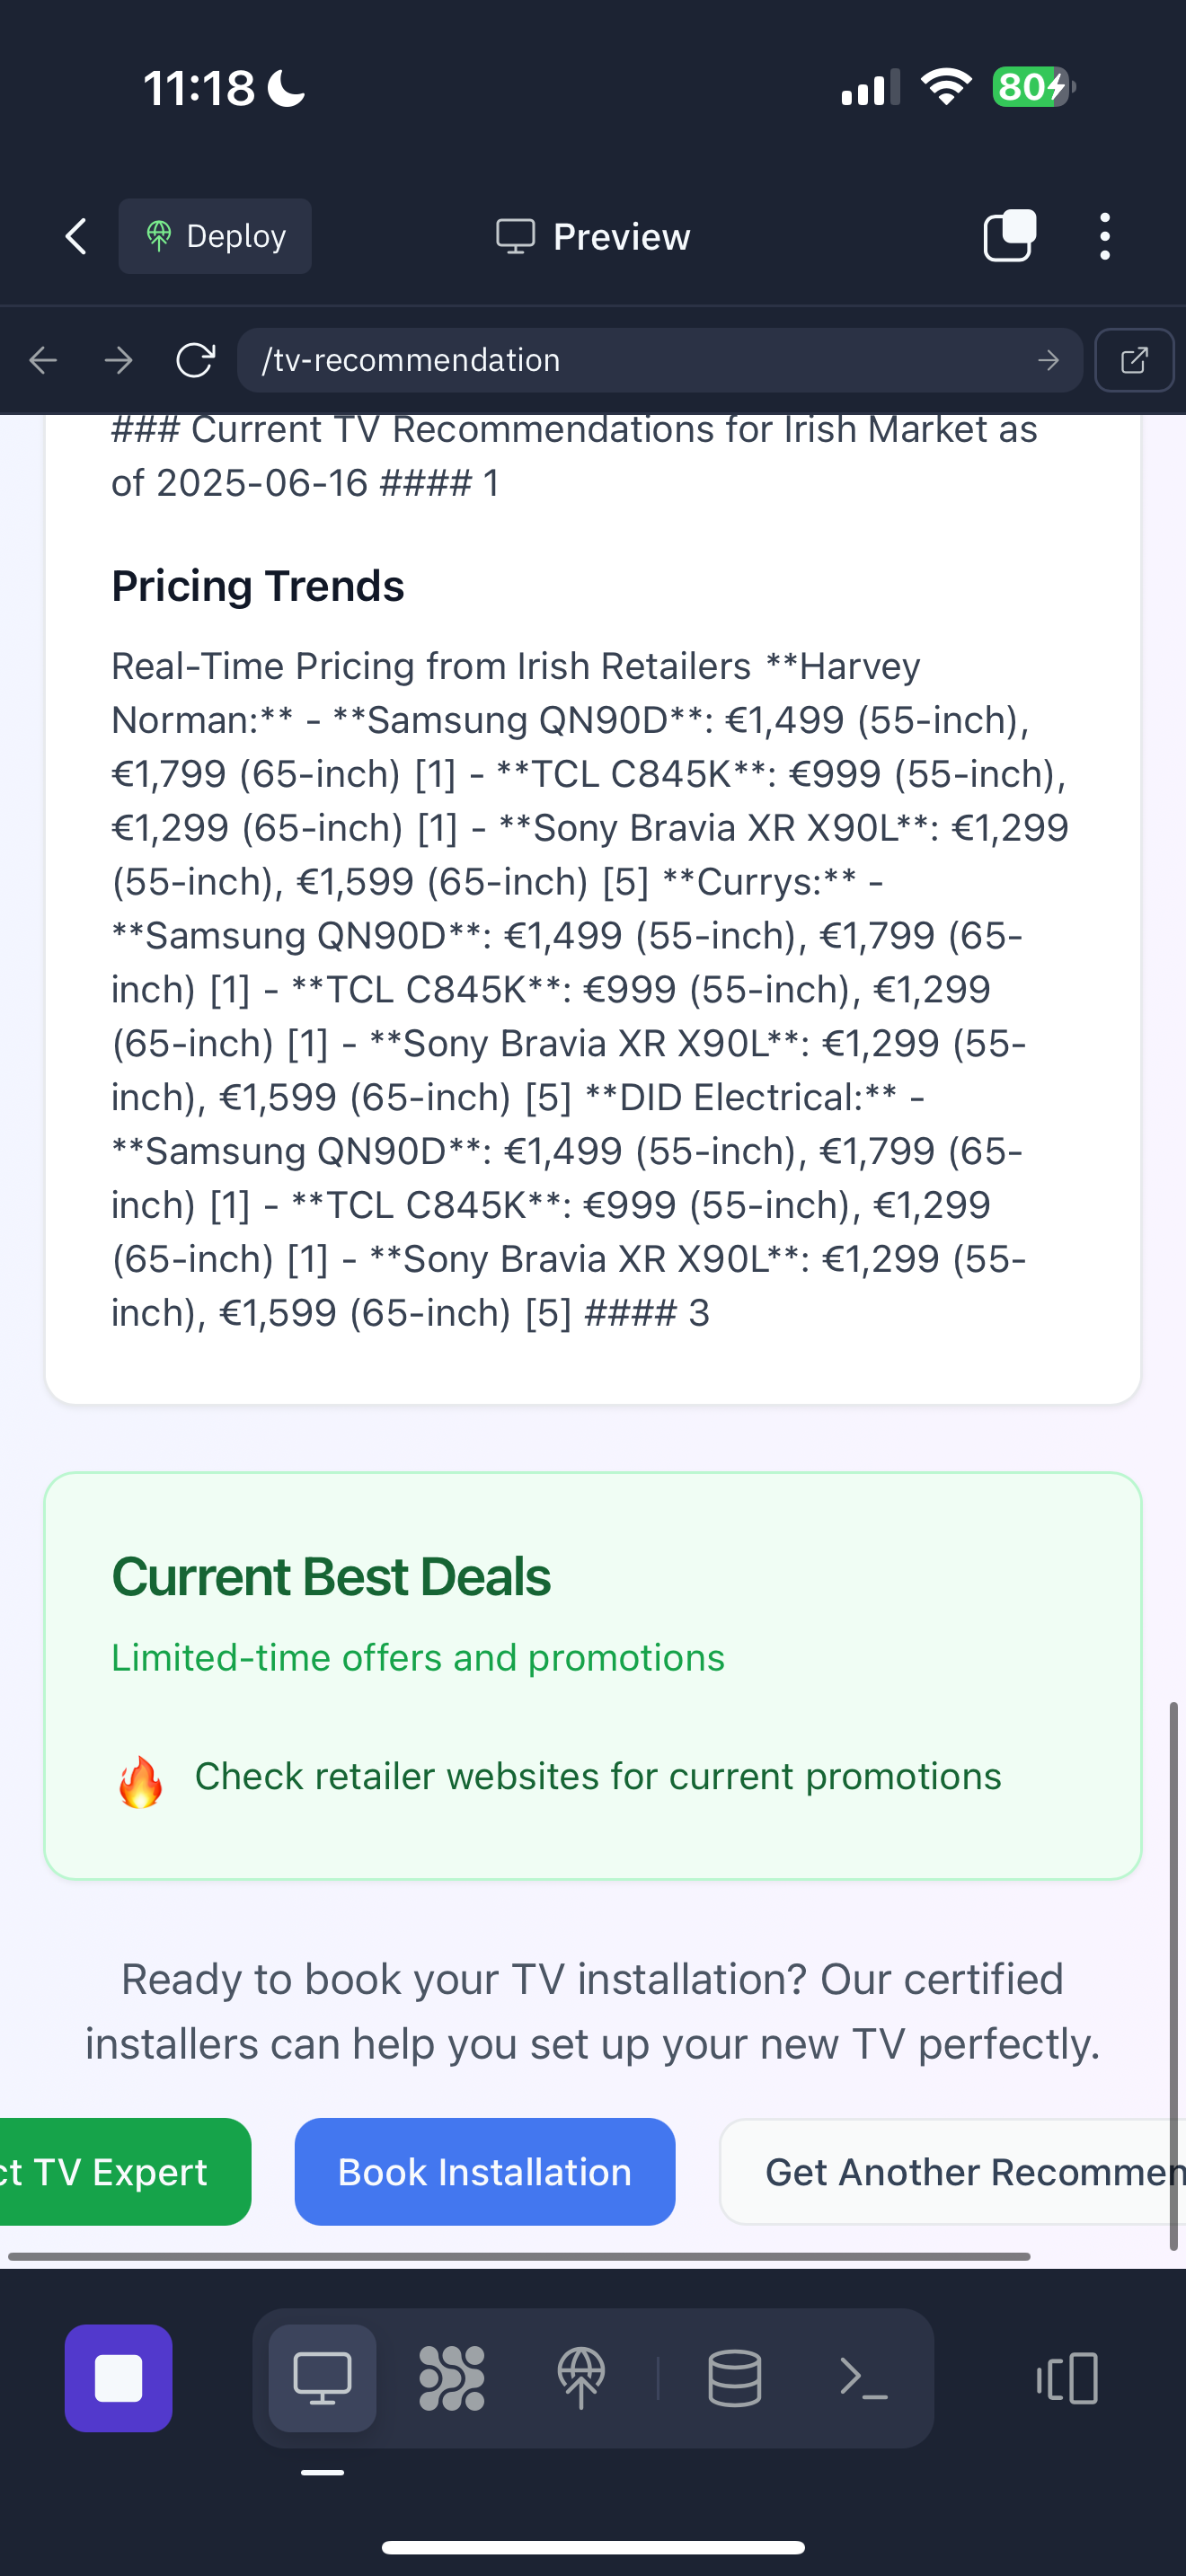 11:18
80
Deploy
Preview
/tv-recommendation
### Current TV Recommendations for Irish Market as
of 2025-06-16 #### 1
Pricing Trends
Real-Time Pricing from Irish Retailers **Harvey
Norman:** - **Samsung QN90D**: €1,499 (55-inch),
€1,799 (65-inch) [1] - **TCL C845K**: €999 (55-inch),
€1,299 (65-inch) [1] - **Sony Bravia XR X90L**: €1,299
(55-inch), €1,599 (65-inch) [5] **Currys:** -
**Samsung QN90D**: €1,499 (55-inch), €1,799 (65-
inch) [1] - **TCL C845K**: €999 (55-inch), €1,299
(65-inch) [1] - **Sony Bravia XR X90L**: €1,299 (55-
inch), €1,599 (65-inch) [5] **DID Electrical:** -
**Samsung QN90D**: €1,499 (55-inch), €1,799 (65-
inch) [1] - **TCL C845K**: €999 (55-inch), €1,299
(65-inch) [1] - **Sony Bravia XR X90L**: €1,299 (55-
inch), €1,599 (65-inch) [5] #### 3
Current Best Deals
Limited-time offers and promotions
Check retailer websites for current promotions
Ready to book your TV installation? Our certified
installers can help you set up your new TV perfectly.
ct TV Expert
Book Installation
Get Another Recommen